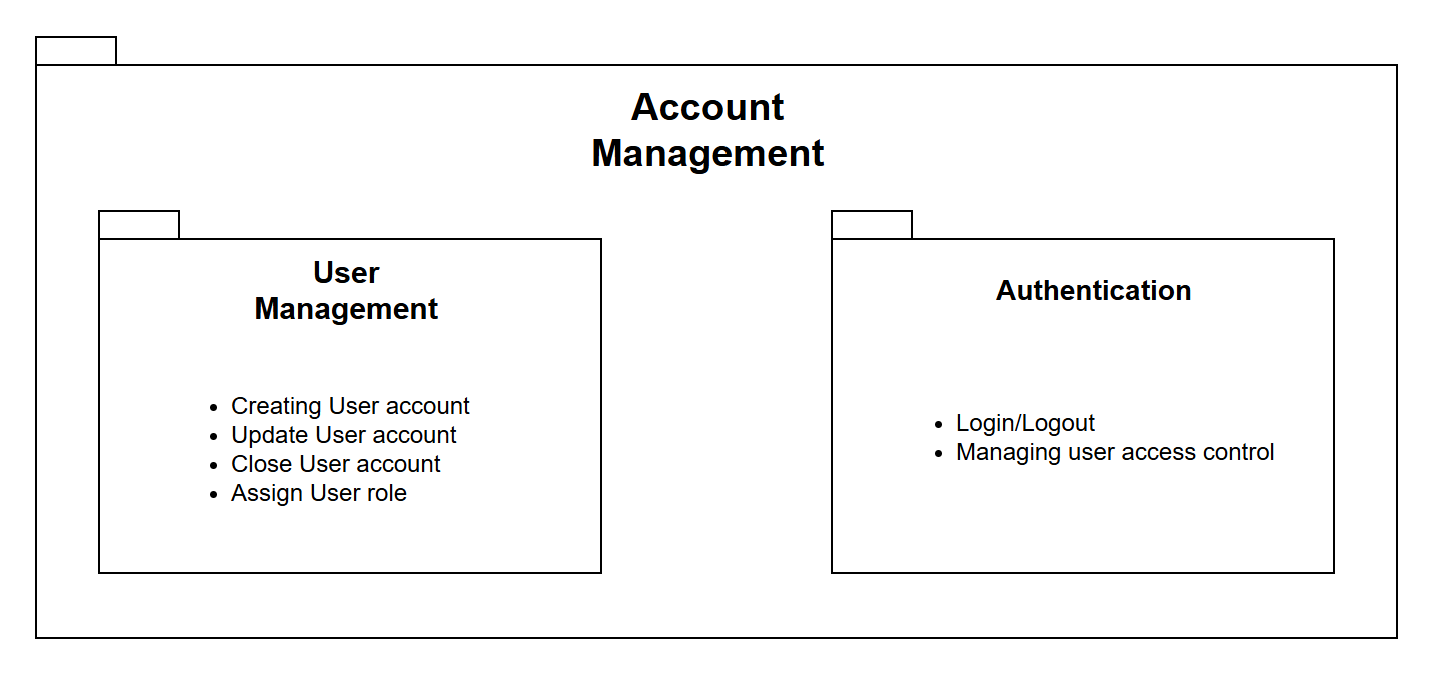 Account
Management
User
Management
• Creating User account
• Update User account
• Close User account
• Assign User role
Authentication
• Login/Logout
• Managing user access control